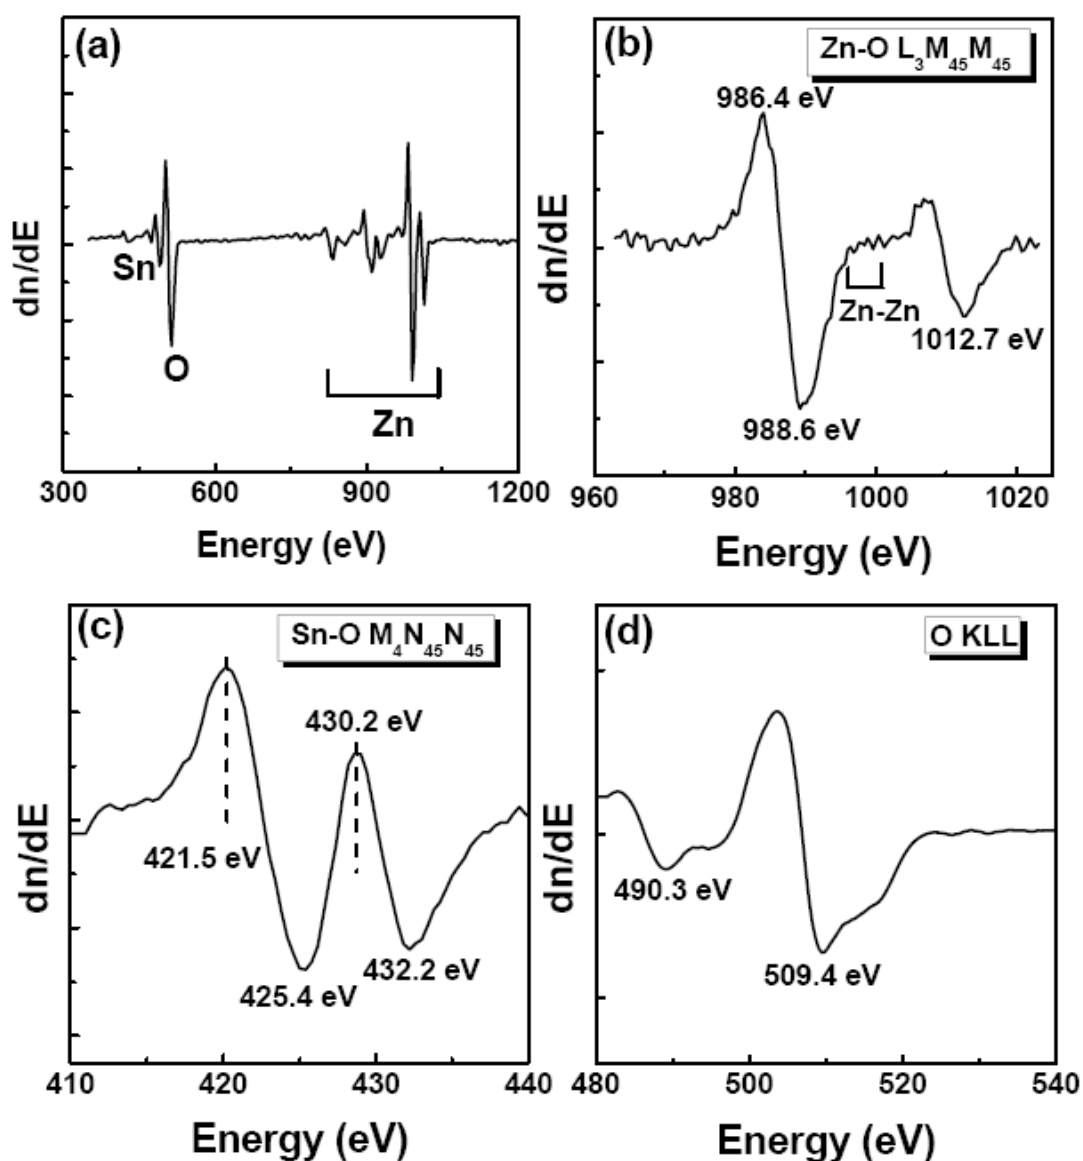 (a)
dn/dE
Sn
O
Zn
300 600 900 1200
Energy (eV)
(b)
Zn-O L₃M₄₅M₄₅
986.4 eV
dn/dE
Zn-Zn
1012.7 eV
988.6 eV
960 980 1000 1020
Energy (eV)
(c)
Sn-O M₄N₄₅N₄₅
430.2 eV
dn/dE
421.5 eV
432.2 eV
425.4 eV
410 420 430 440
Energy (eV)
(d)
O KLL
dn/dE
490.3 eV
509.4 eV
480 500 520 540
Energy (eV)